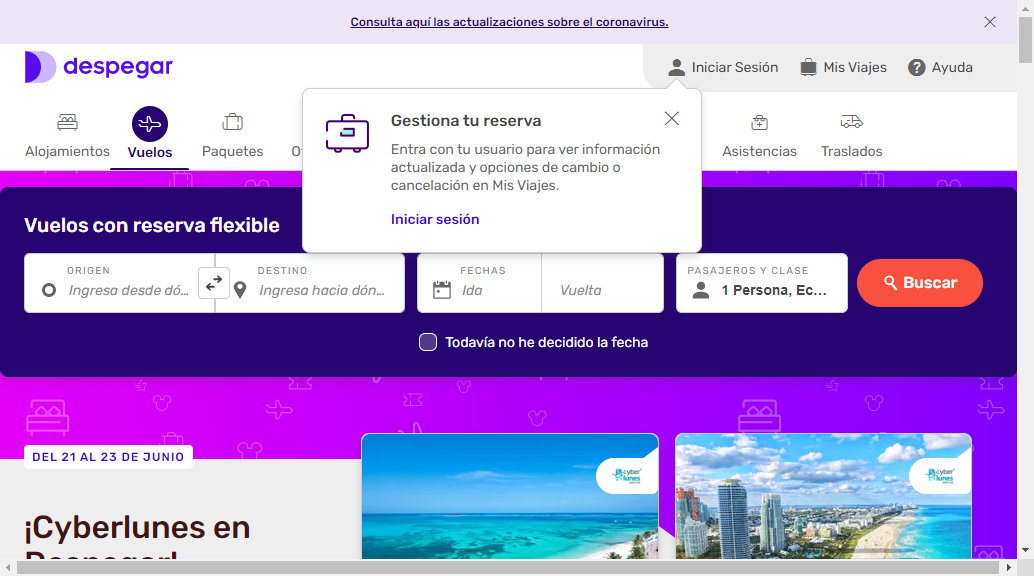 Consulta aquí las actualizaciones sobre el coronavirus.
despegar
Iniciar Sesión
Mis Viajes
Ayuda
Alojamientos
Vuelos
Paquetes
Asistencias
Traslados
Gestiona tu reserva
Entra con tu usuario para ver información
actualizada y opciones de cambio o
cancelación en Mis Viajes.
Iniciar sesión
Vuelos con reserva flexible
ORIGEN
Ingresa desde dó...
DESTINO
Ingresa hacia dón...
FECHAS
Ida
Vuelta
PASAJEROS Y CLASE
1 Persona, Ec...
Buscar
Todavía no he decidido la fecha
DEL 21 AL 23 DE JUNIO
cyber
lunes
cyber
lunes
¡Cyberlunes en
Despegar!